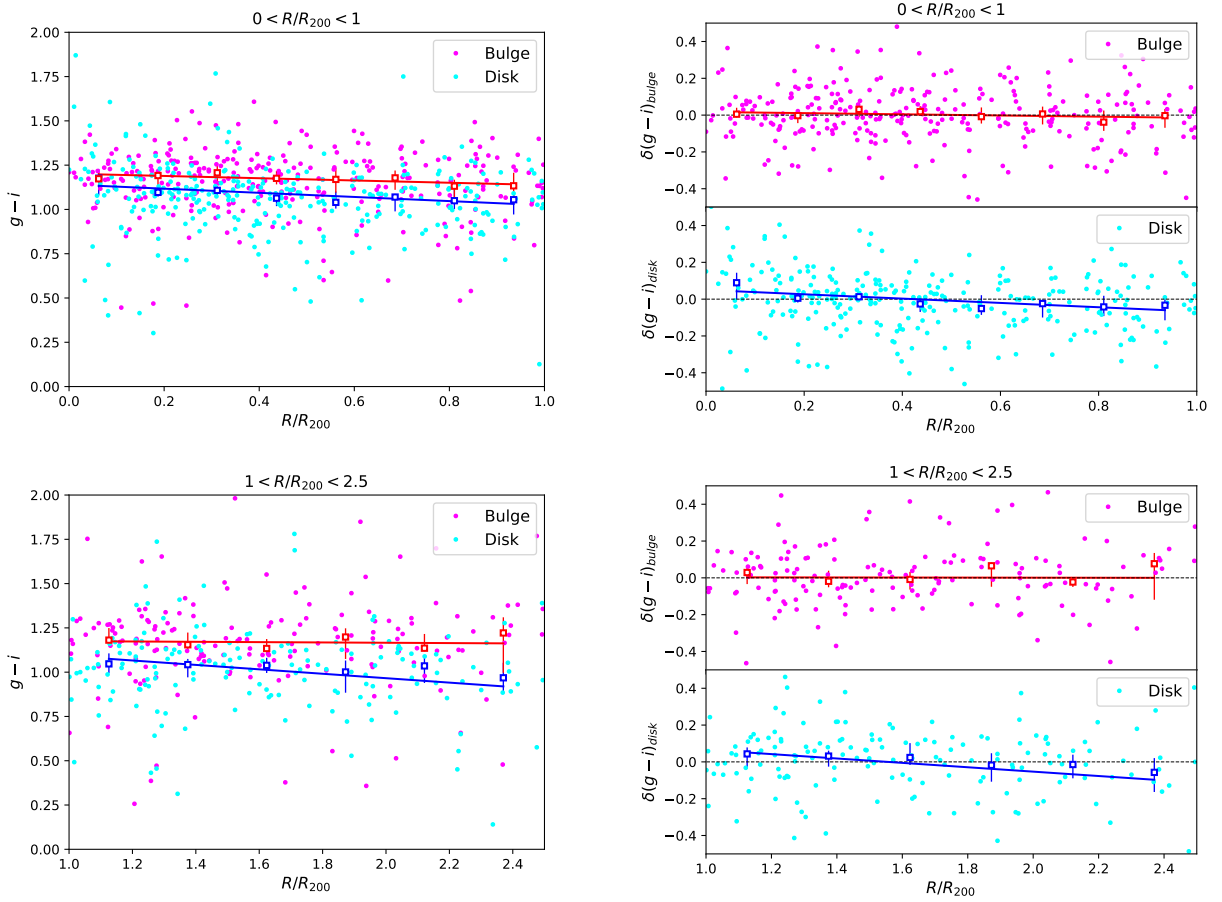 0 < R/R200 < 1
2.00
1.75
1.50
1.25
1.00
0.75
0.50
0.25
0.00
g − i
Bulge
Disk
0.0 0.2 0.4 0.6 0.8 1.0
R/R200
0 < R/R200 < 1
0.4
0.2
0.0
−0.2
−0.4
δ(g − i)bulge
Bulge
0.4
0.2
0.0
−0.2
−0.4
δ(g − i)disk
Disk
0.0 0.2 0.4 0.6 0.8 1.0
R/R200
1 < R/R200 < 2.5
2.00
1.75
1.50
1.25
1.00
0.75
0.50
0.25
0.00
g − i
Bulge
Disk
1.0 1.2 1.4 1.6 1.8 2.0 2.2 2.4
R/R200
1 < R/R200 < 2.5
0.4
0.2
0.0
−0.2
−0.4
δ(g − i)bulge
Bulge
0.4
0.2
0.0
−0.2
−0.4
δ(g − i)disk
Disk
1.0 1.2 1.4 1.6 1.8 2.0 2.2 2.4
R/R200